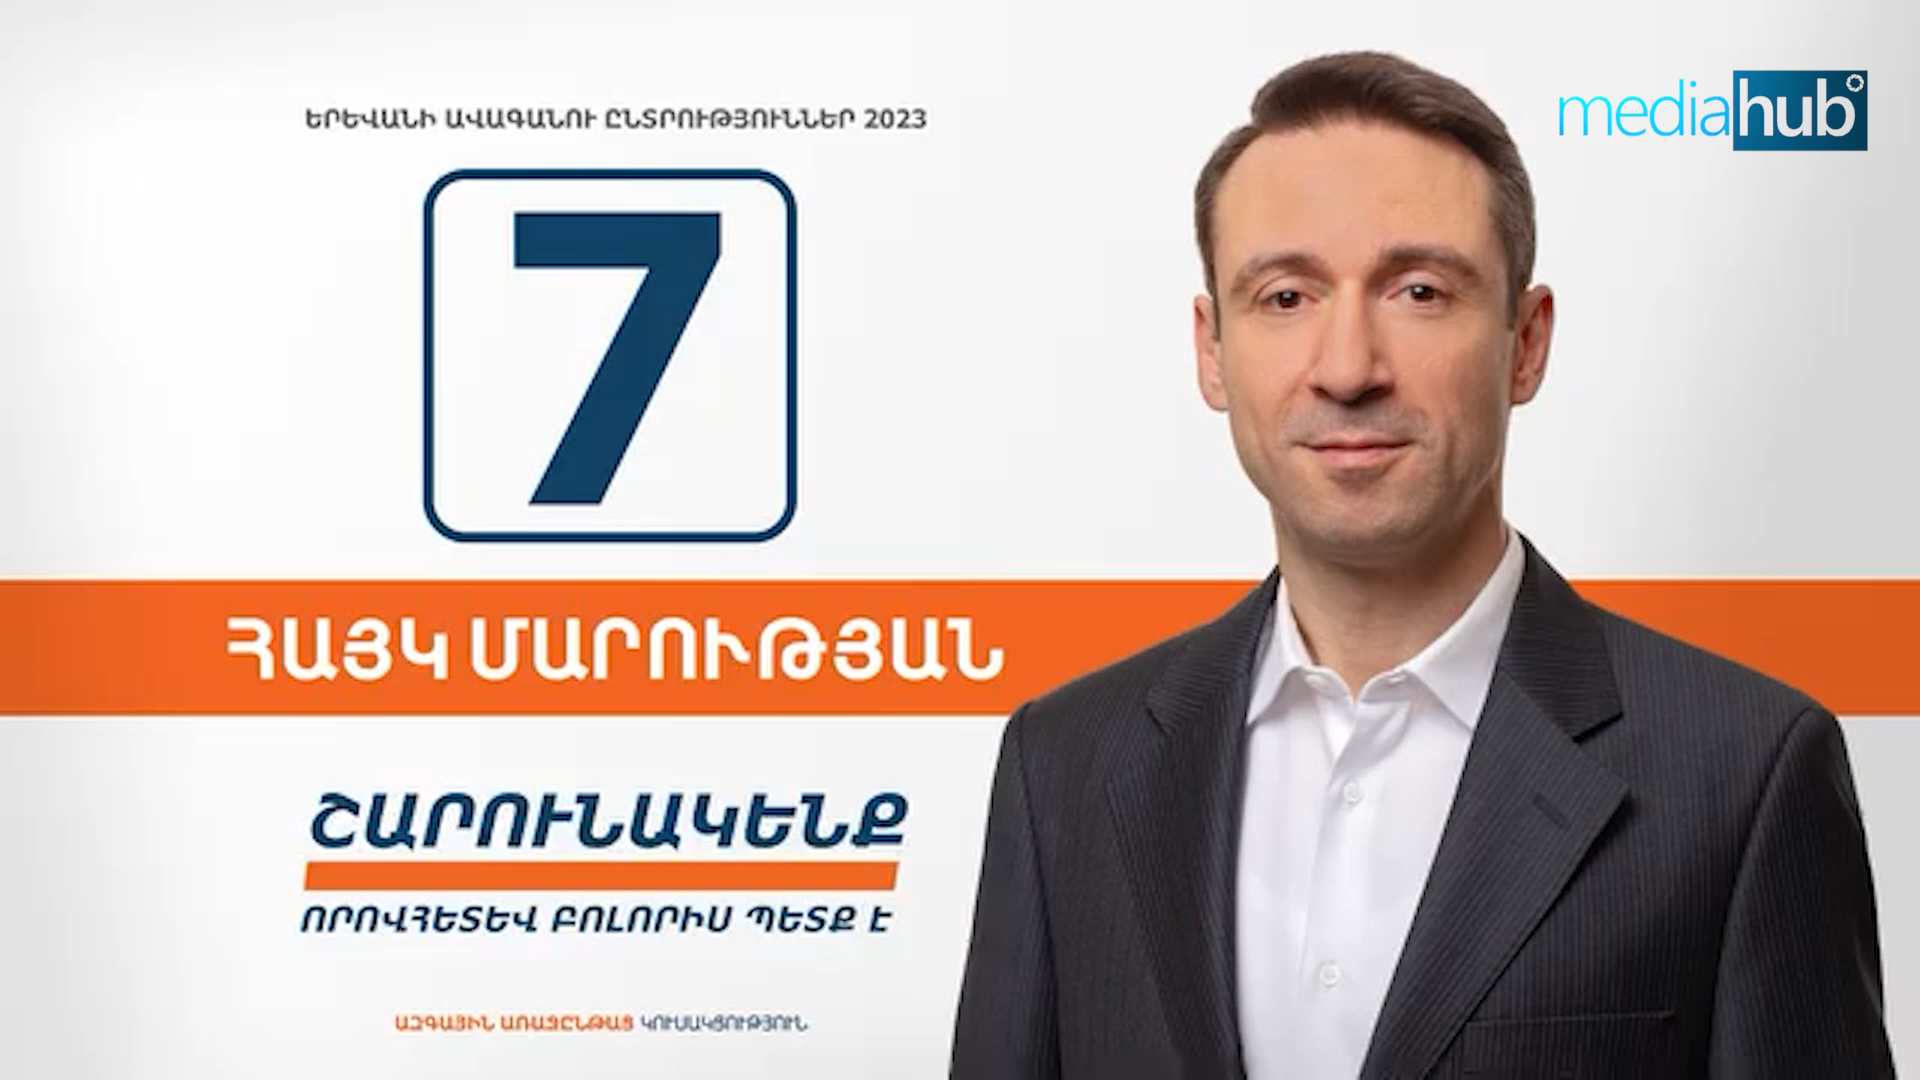 ԵՐԵՎԱՆԻ ԱՎԱԳԱՆՈՒ ԸՆՏՐՈՒԹՅՈՒՆՆԵՐ 2023
mediahub
7
ՀԱՅԿ ՄԱՐՈՒԹՅԱՆ
ՇԱՐՈՒՆԱԿԵՆՔ
ՈՐՈՎՀԵՏԵՎ ԲՈԼՈՐԻՍ ՊԵՏՔ Է
ԱԶԳԱՅԻՆ ԱՌԱՋԸՆԹԱՑ ԿՈՒՍԱԿՑՈՒԹՅՈՒՆ